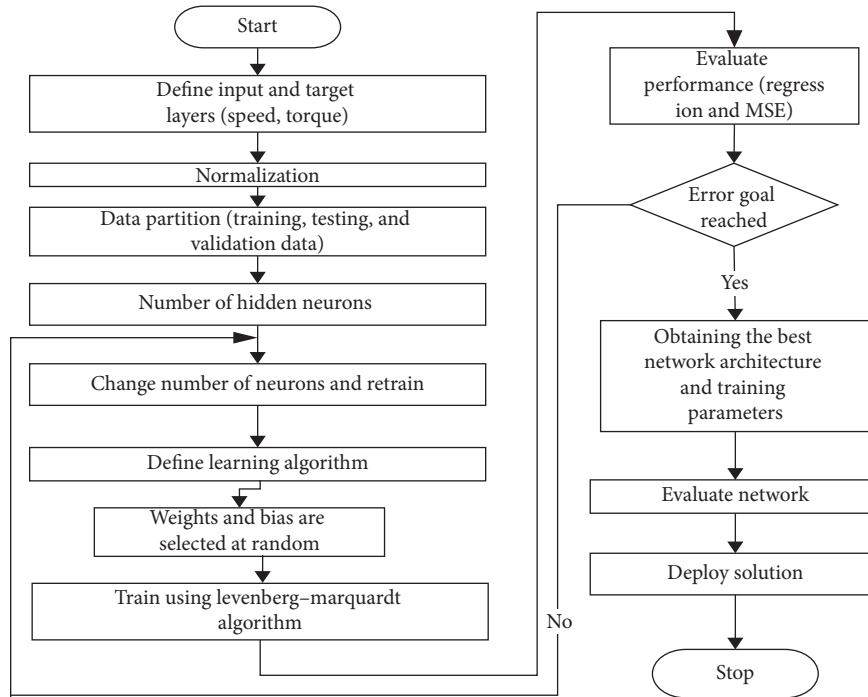 Start
Define input and target
layers (speed, torque)
Normalization
Data partition (training, testing, and
validation data)
Number of hidden neurons
Change number of neurons and retrain
Define learning algorithm
Weights and bias are
selected at random
Train using levenberg–marquardt
algorithm
Evaluate
performance (regress
ion and MSE)
Error goal
reached
No
Yes
Obtaining the best
network architecture
and training
parameters
Evaluate network
Deploy solution
Stop